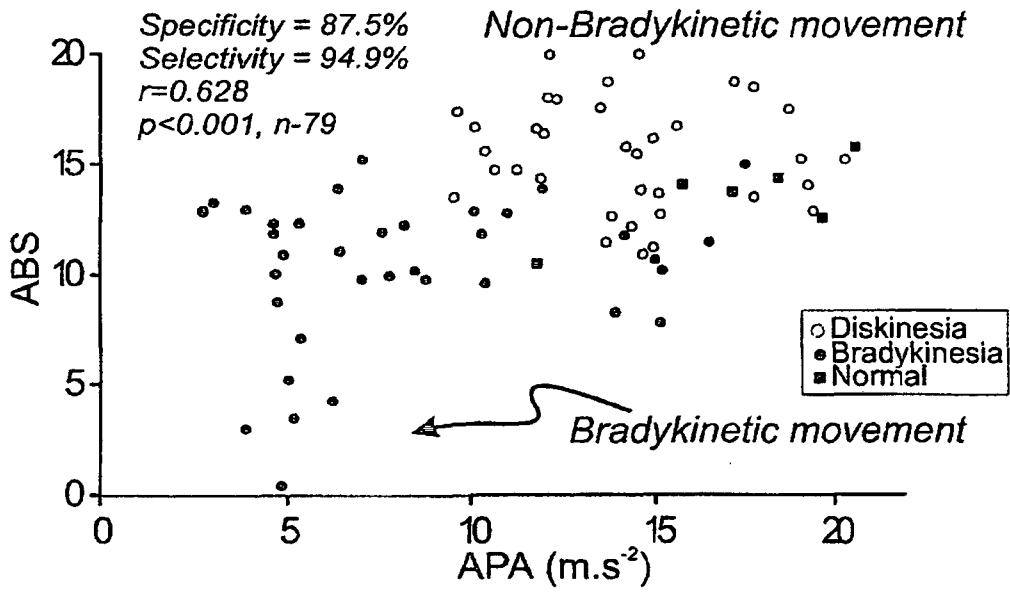 Specificity = 87.5%
Selectivity = 94.9%
r=0.628
p<0.001, n-79
Non-Bradykinetic movement
20
15
10
5
0
ABS
Diskinesia
Bradykinesia
Normal
Bradykinetic movement
0 5 10 15 20
APA (m.s⁻²)